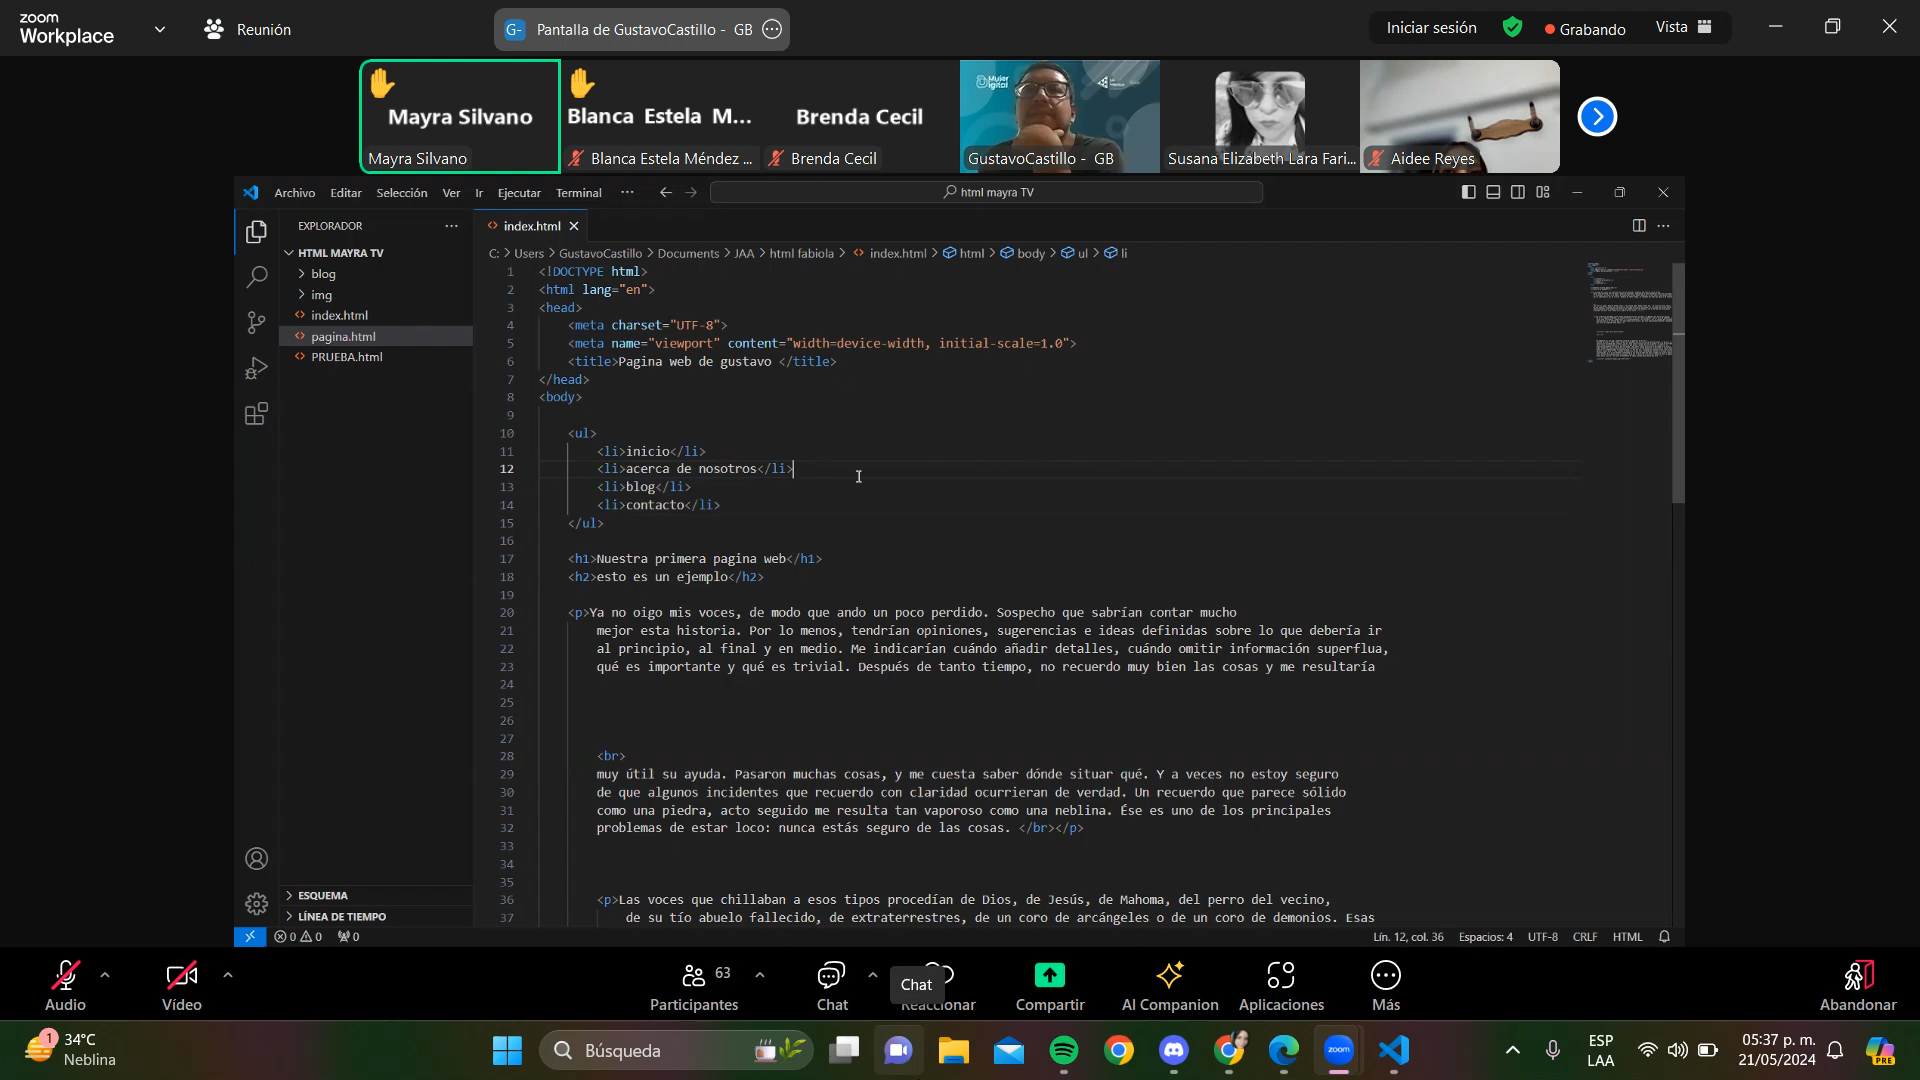 zoom
Workplace
Reunión
G- Pantalla de GustavoCastillo - GB
Iniciar sesión
Grabando
Vista
Mayra Silvano
Mayra Silvano
Blanca Estela M...
Blanca Estela Méndez ...
Brenda Cecil
Brenda Cecil
Mujer Digital
GustavoCastillo - GB
Susana Elizabeth Lara Fari...
Aidee Reyes
Archivo Editar Selección Ver Ir Ejecutar Terminal ···
html mayra TV
EXPLORADOR ···
HTML MAYRA TV
blog
img
index.html
pagina.html
PRUEBA.html
ESQUEMA
LÍNEA DE TIEMPO
index.html
C: > Users > GustavoCastillo > Documents > JAA > html fabiola > index.html > html > body > ul > li
1 <!DOCTYPE html>
2 <html lang="en">
3 <head>
4 <meta charset="UTF-8">
5 <meta name="viewport" content="width=device-width, initial-scale=1.0">
6 <title>Pagina web de gustavo </title>
7 </head>
8 <body>
9
10 <ul>
11 <li>inicio</li>
12 <li>acerca de nosotros</li>
13 <li>blog</li>
14 <li>contacto</li>
15 </ul>
16
17 <h1>Nuestra primera pagina web</h1>
18 <h2>esto es un ejemplo</h2>
19
20 <p>Ya no oigo mis voces, de modo que ando un poco perdido. Sospecho que sabrían contar mucho
21 mejor esta historia. Por lo menos, tendrían opiniones, sugerencias e ideas definidas sobre lo que debería ir
22 al principio, al final y en medio. Me indicarían cuándo añadir detalles, cuándo omitir información superflua,
23 qué es importante y qué es trivial. Después de tanto tiempo, no recuerdo muy bien las cosas y me resultaría
24
25
26
27
28 <br>
29 muy útil su ayuda. Pasaron muchas cosas, y me cuesta saber dónde situar qué. Y a veces no estoy seguro
30 de que algunos incidentes que recuerdo con claridad ocurrieran de verdad. Un recuerdo que parece sólido
31 como una piedra, acto seguido me resulta tan vaporoso como una neblina. Ése es uno de los principales
32 problemas de estar loco: nunca estás seguro de las cosas. </br></p>
33
34
35
36 <p>Las voces que chillaban a esos tipos procedían de Dios, de Jesús, de Mahoma, del perro del vecino,
37 de su tío abuelo fallecido, de extraterrestres, de un coro de arcángeles o de un coro de demonios. Esas
0 0 0
Lín. 12, col. 36 Espacios: 4 UTF-8 CRLF HTML
Audio
Vídeo
63
Participantes
Chat
Chat
Reaccionar
Compartir
AI Companion
Aplicaciones
Más
Abandonar
1
34°C
Neblina
Búsqueda
zoom
ESP
LAA
05:37 p. m.
21/05/2024
PRE